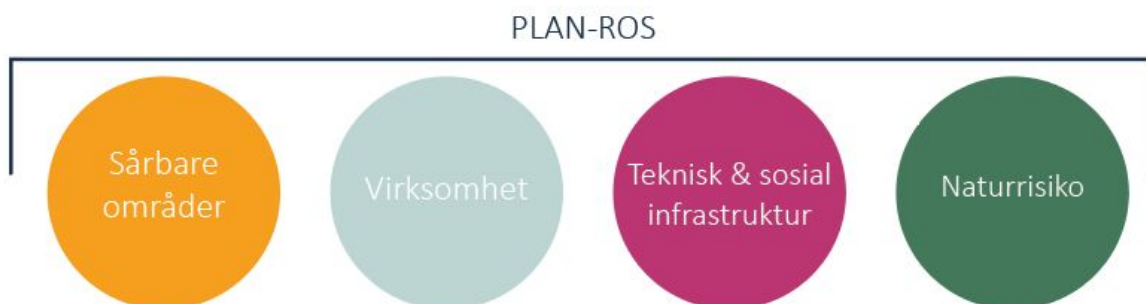 PLAN-ROS
Sårbare
områder
Virksomhet
Teknisk & sosial
infrastruktur
Naturrisiko